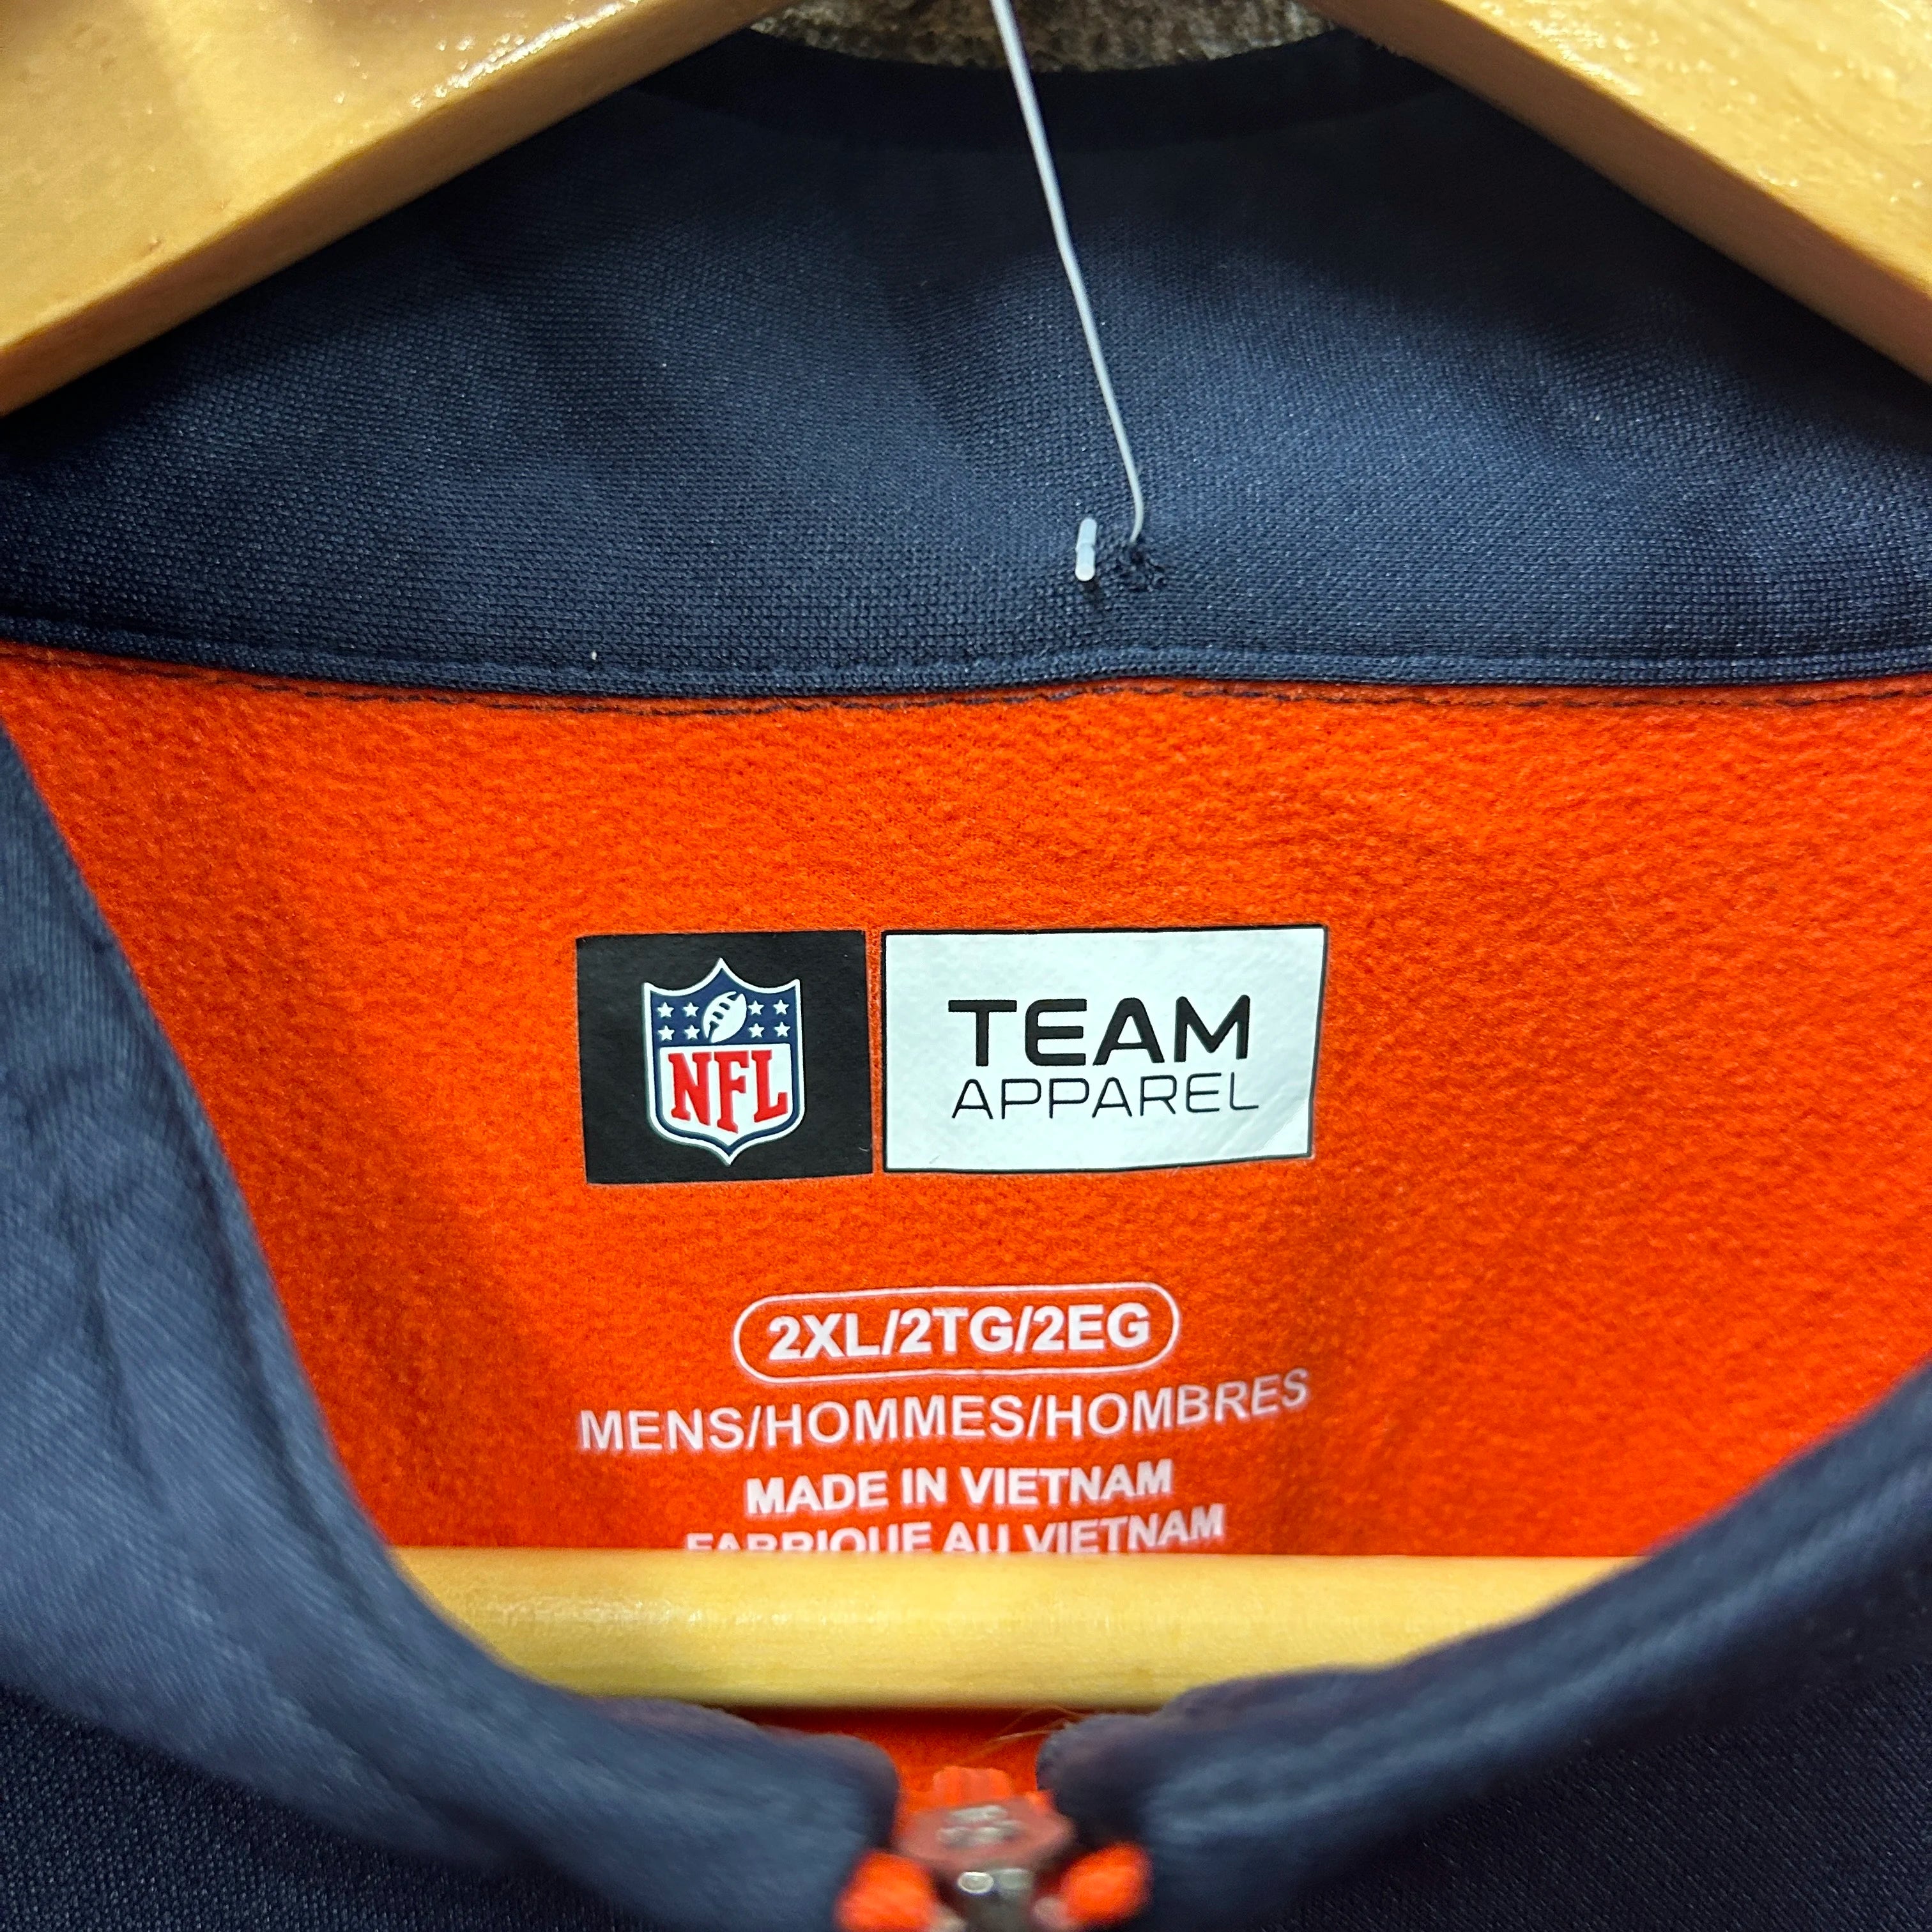 NFL
TEAM
APPAREL
2XL/2TG/2EG
MENS/HOMMES/HOMBRES
MADE IN VIETNAM
FABRIQUE AU VIETNAM